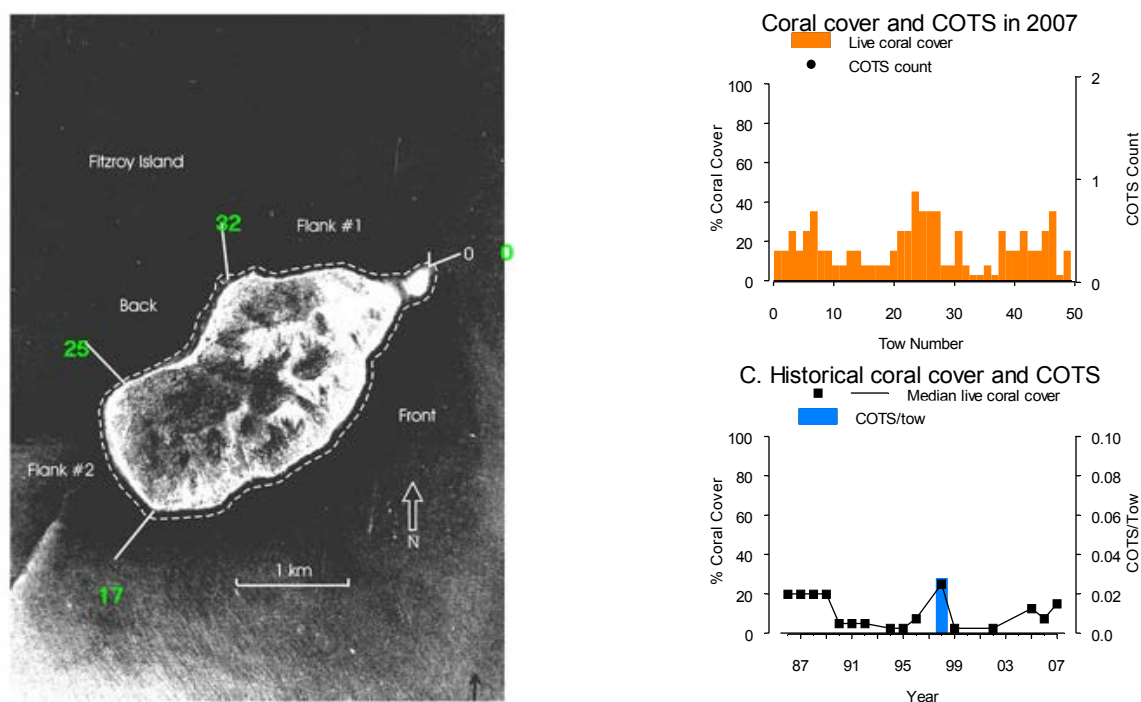 Fitzroy Island
32
Flank #1
0
0
Back
25
Front
Flank #2
N
1 km
17
Coral cover and COTS in 2007
Live coral cover
COTS count
100
80
60
40
20
0
% Coral Cover
2
1
0
COTS Count
0 10 20 30 40 50
Tow Number
C. Historical coral cover and COTS
Median live coral cover
COTS/tow
100
80
60
40
20
0
% Coral Cover
0.10
0.08
0.06
0.04
0.02
0.00
COTS/Tow
87 91 95 99 03 07
Year